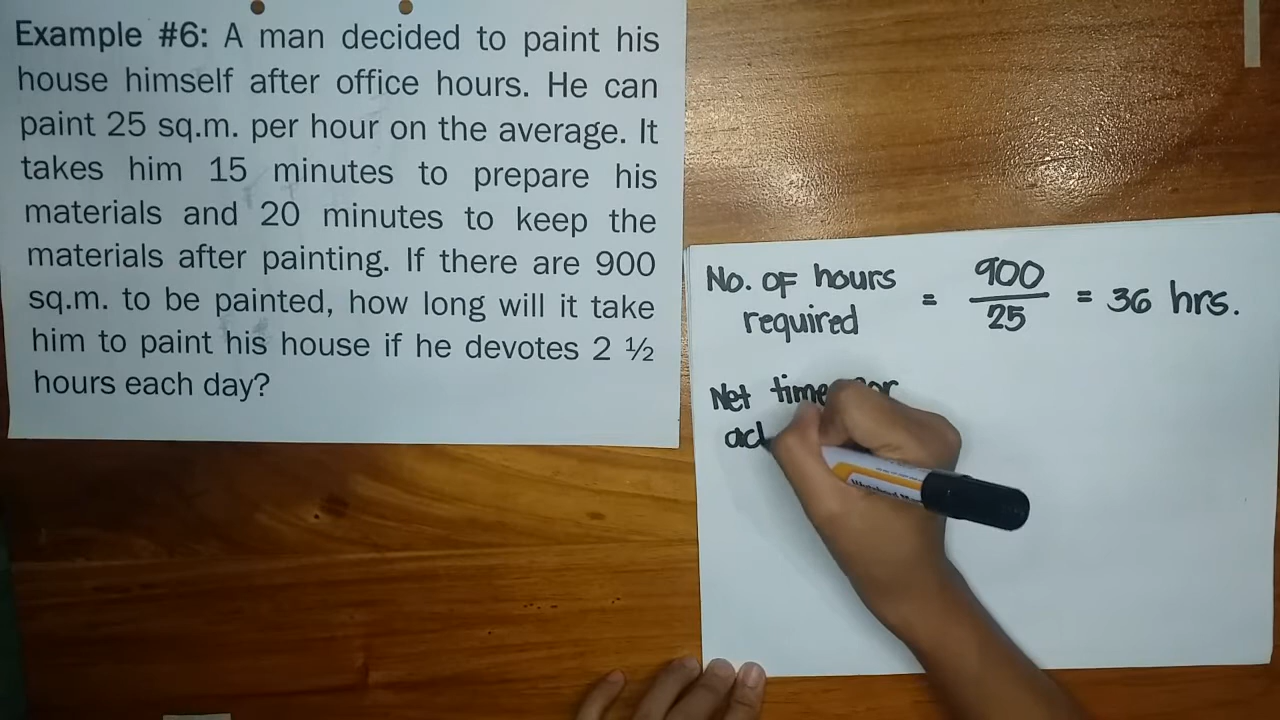 Example #6: A man decided to paint his
house himself after office hours. He can
paint 25 sq.m. per hour on the average. It
takes him 15 minutes to prepare his
materials and 20 minutes to keep the
materials after painting. If there are 900
sq.m. to be painted, how long will it take
him to paint his house if he devotes 2 ½
hours each day?
No. of hours
required = 900/25 = 36 hrs.
Net time